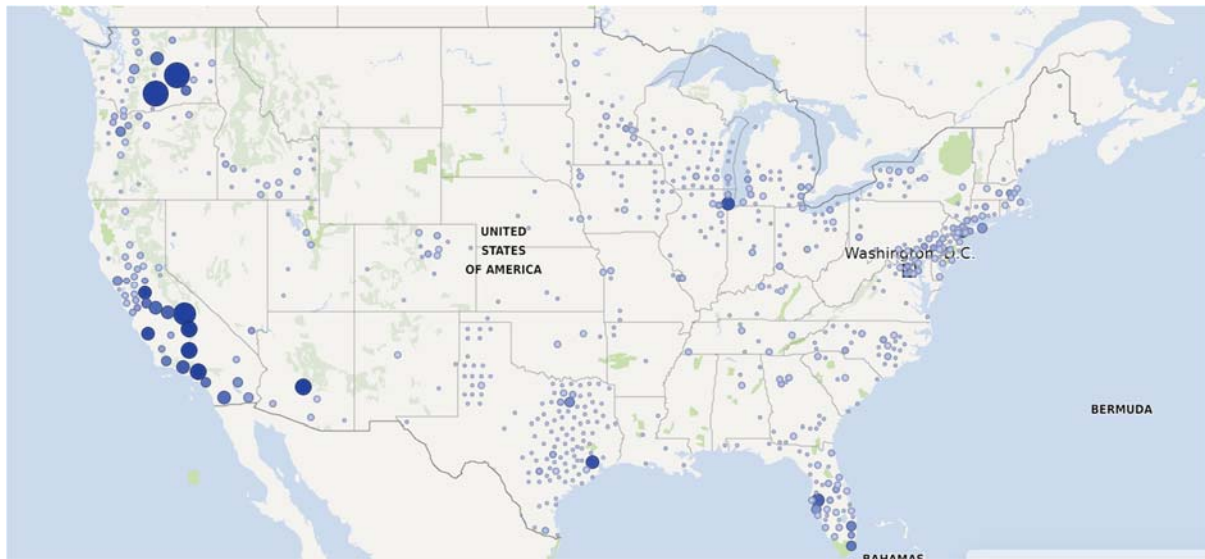 UNITED
STATES
OF AMERICA
Washington, D.C.
BERMUDA
BAHAMAS